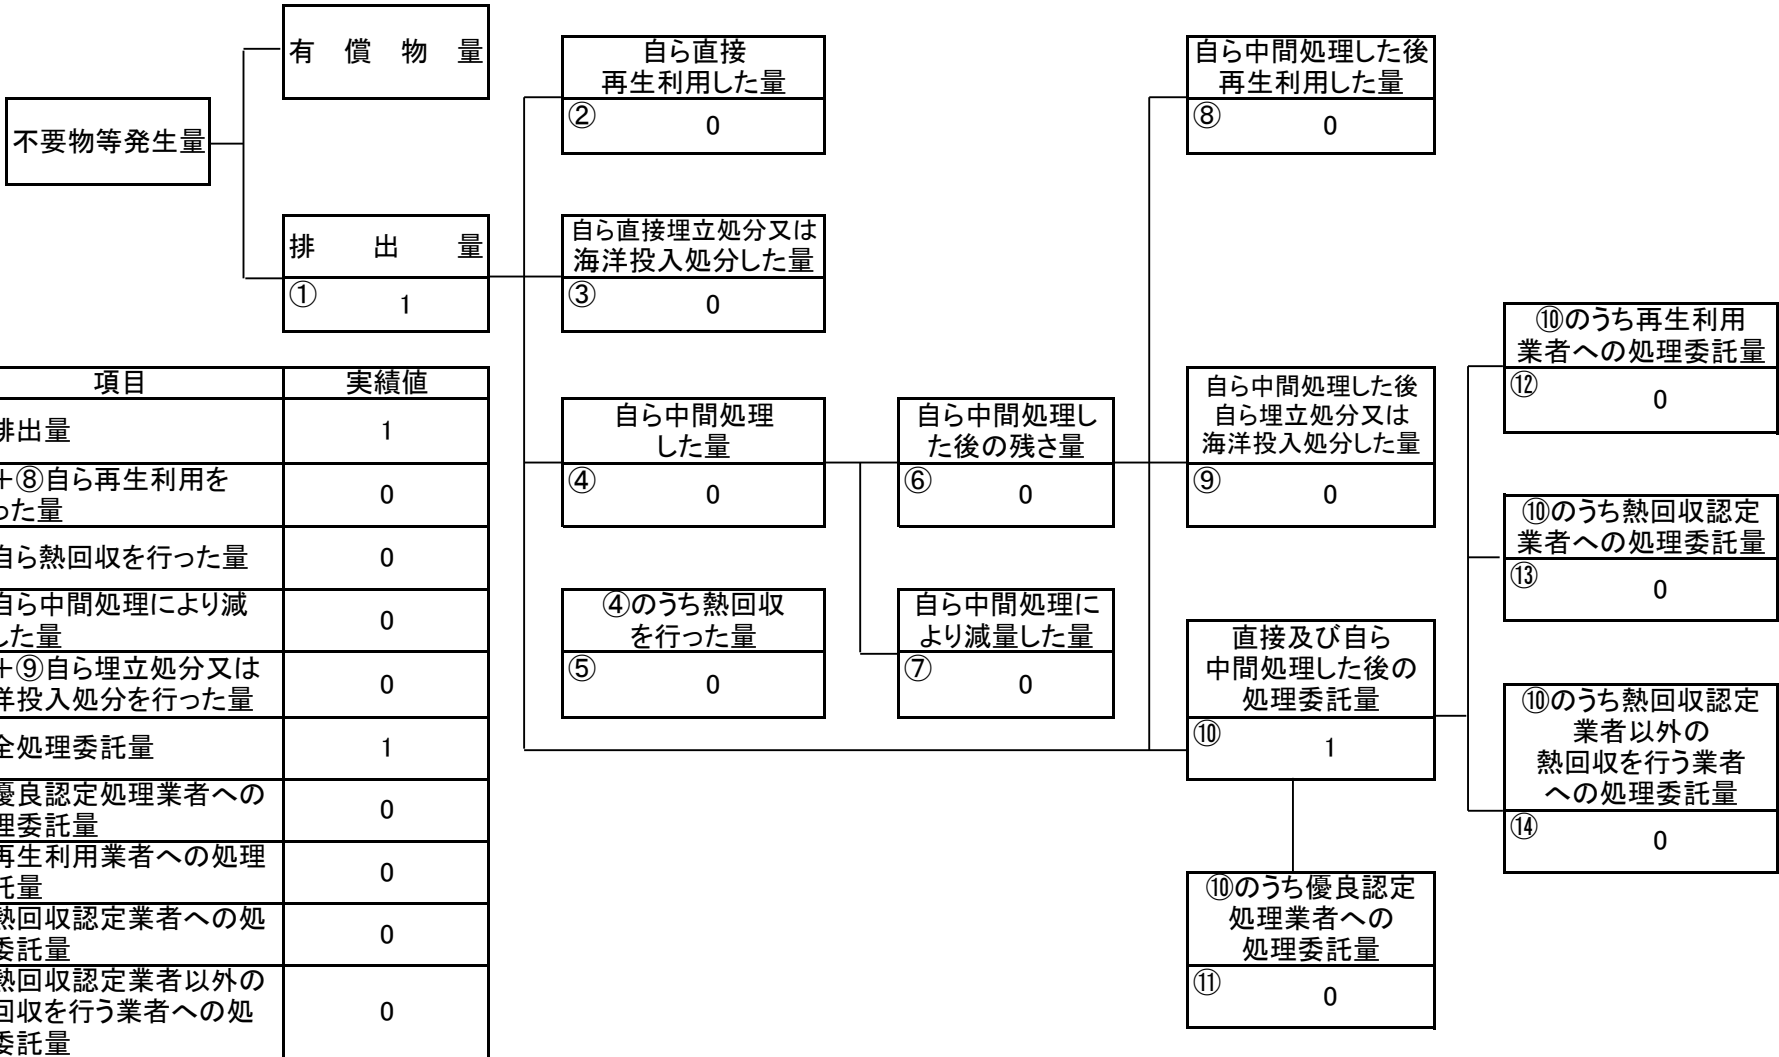 有償物量
不要物等発生量
排出量
① 1
自ら直接
再生利用した量
② 0
自ら直接埋立処分又は
海洋投入処分した量
③ 0
自ら中間処理
した量
④ 0
④のうち熱回収
を行った量
⑤ 0
自ら中間処理し
た後の残さ量
⑥ 0
自ら中間処理に
より減量した量
⑦ 0
自ら中間処理した後
再生利用した量
⑧ 0
自ら中間処理した後
自ら埋立処分又は
海洋投入処分した量
⑨ 0
直接及び自ら
中間処理した後の
処理委託量
⑩ 1
⑩のうち優良認定
処理業者への
処理委託量
⑪ 0
⑩のうち再生利用
業者への処理委託量
⑫ 0
⑩のうち熱回収認定
業者への処理委託量
⑬ 0
⑩のうち熱回収認定
業者以外の
熱回収を行う業者
への処理委託量
⑭ 0
項目 実績値
排出量 1
+⑧自ら再生利用を
った量 0
自ら熱回収を行った量 0
自ら中間処理により減
した量 0
+⑨自ら埋立処分又は
洋投入処分を行った量 0
全処理委託量 1
優良認定処理業者への
理委託量 0
再生利用業者への処理
託量 0
熱回収認定業者への処
委託量 0
熱回収認定業者以外の
回収を行う業者への処
委託量 0